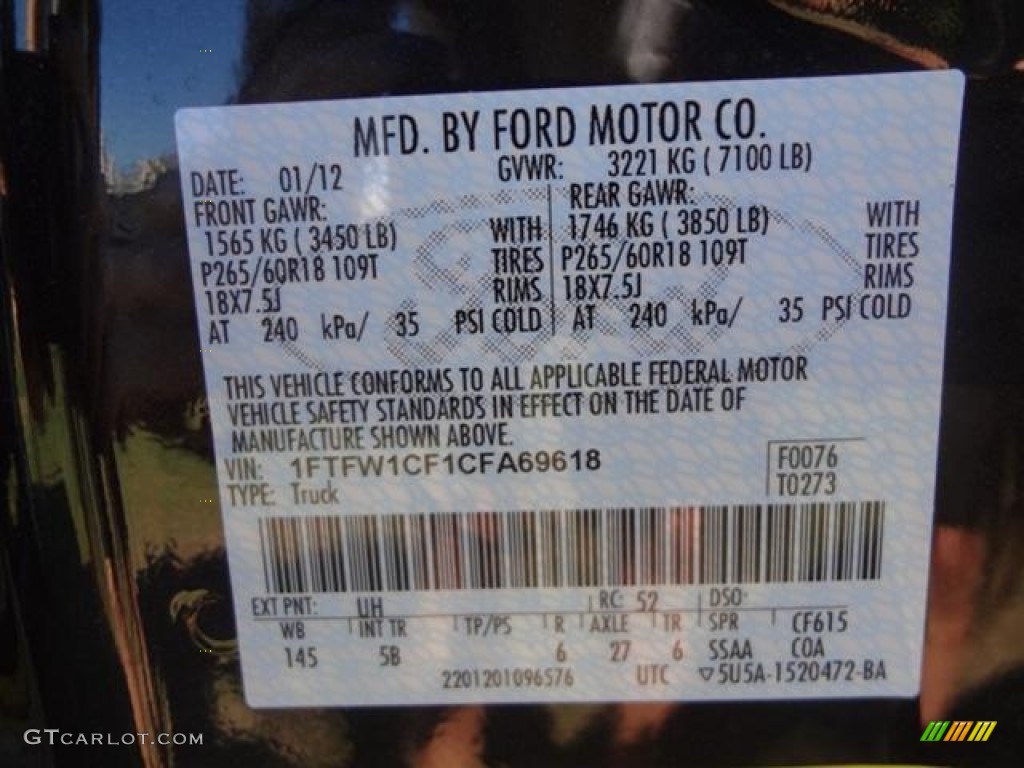 MFD. BY FORD MOTOR CO.
DATE: 01/12 GVWR: 3221 KG ( 7100 LB)
FRONT GAWR: REAR GAWR:
1565 KG ( 3450 LB) WITH 1746 KG ( 3850 LB) WITH
P265/60R18 109T TIRES P265/60R18 109T TIRES
18X7.5J RIMS 18X7.5J RIMS
AT 240 kPa/ 35 PSI COLD AT 240 kPa/ 35 PSI COLD
THIS VEHICLE CONFORMS TO ALL APPLICABLE FEDERAL MOTOR
VEHICLE SAFETY STANDARDS IN EFFECT ON THE DATE OF
MANUFACTURE SHOWN ABOVE.
VIN: 1FTFW1CF1CFA69618 F0076
TYPE: Truck T0273
EXT PNT: UH RC: 52 DSO:
WB INT TR TP/PS R AXLE TR SPR CF615
145 5B 6 27 6 SSAA COA
2201201096576 UTC ▽5U5A-1520472-BA
GTCARLOT.COM